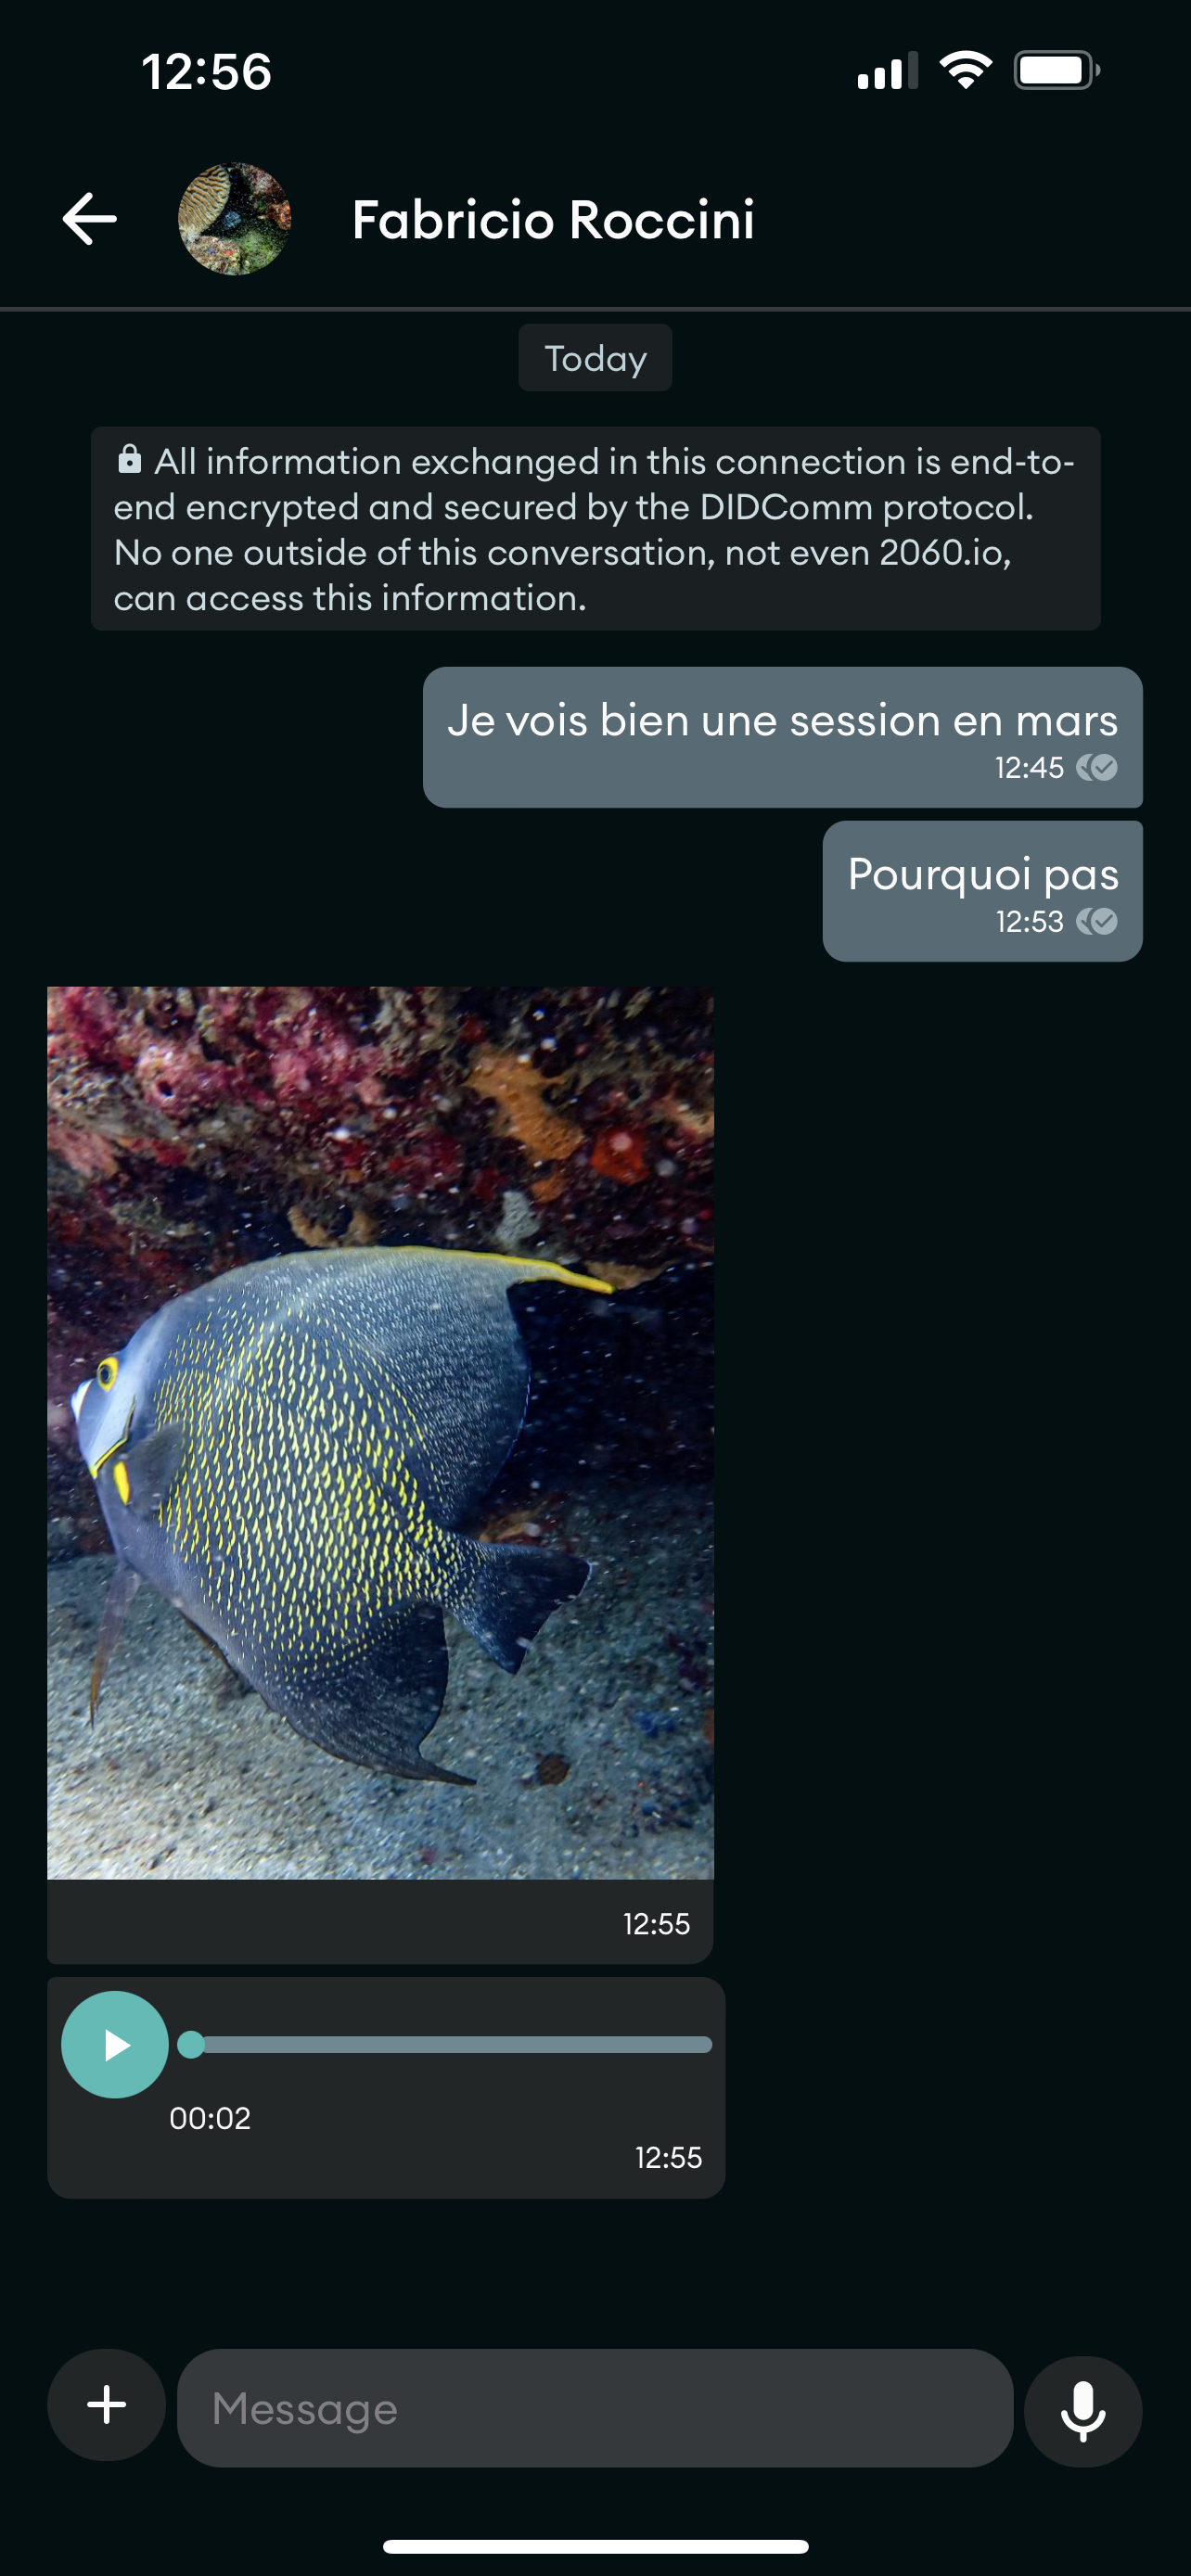 12:56
Fabricio Roccini
Today
All information exchanged in this connection is end-to-
end encrypted and secured by the DIDComm protocol.
No one outside of this conversation, not even 2060.io,
can access this information.
Je vois bien une session en mars
12:45
Pourquoi pas
12:53
12:55
00:02
12:55
Message